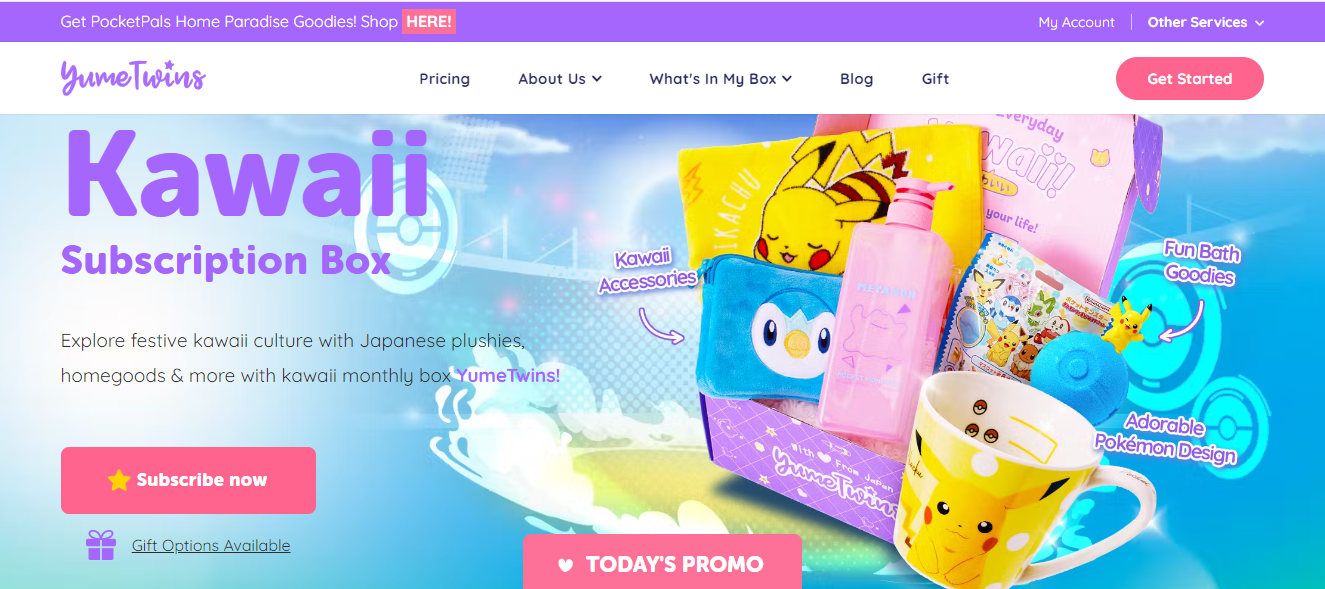 Get PocketPals Home Paradise Goodies! Shop HERE!
My Account
Other Services
YumeTwins
Pricing
About Us
What's In My Box
Blog
Gift
Get Started
Kawaii
Subscription Box
Explore festive kawaii culture with Japanese plushies,
homegoods & more with kawaii monthly box YumeTwins!
Subscribe now
Gift Options Available
Everyday
your life!
Kawaii
Accessories
Fun Bath
Goodies
Adorable
Pokémon Design
With From Japan
YumeTwins
TODAY'S PROMO